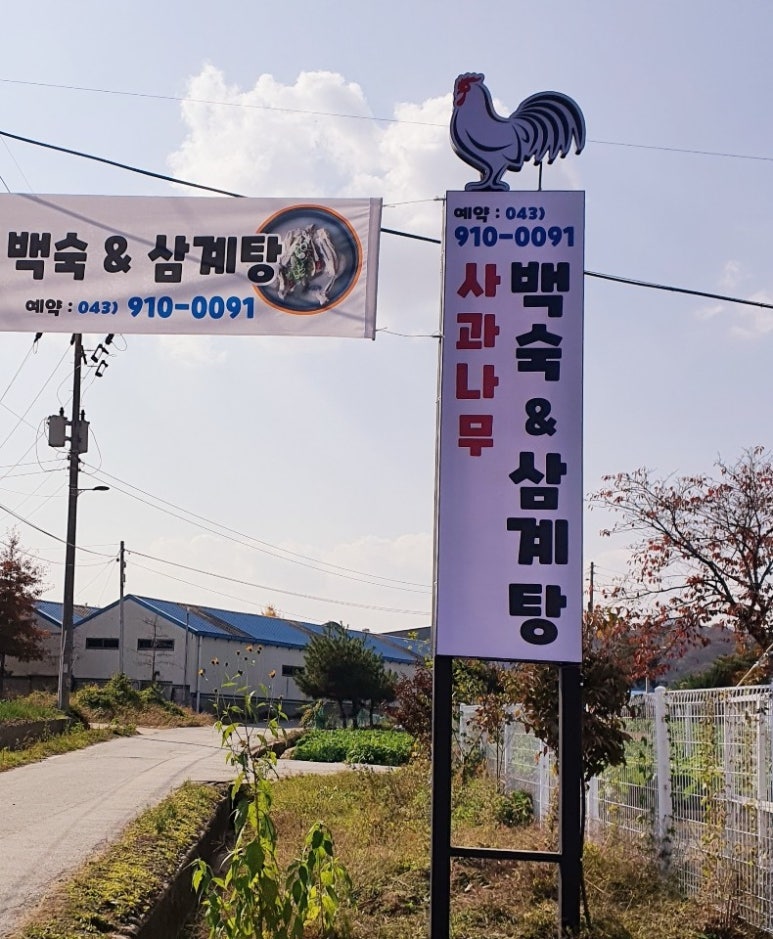 백숙 & 삼계탕
예약 : 043) 910-0091
예약 : 043)
910-0091
사과나무
백숙 & 삼계탕